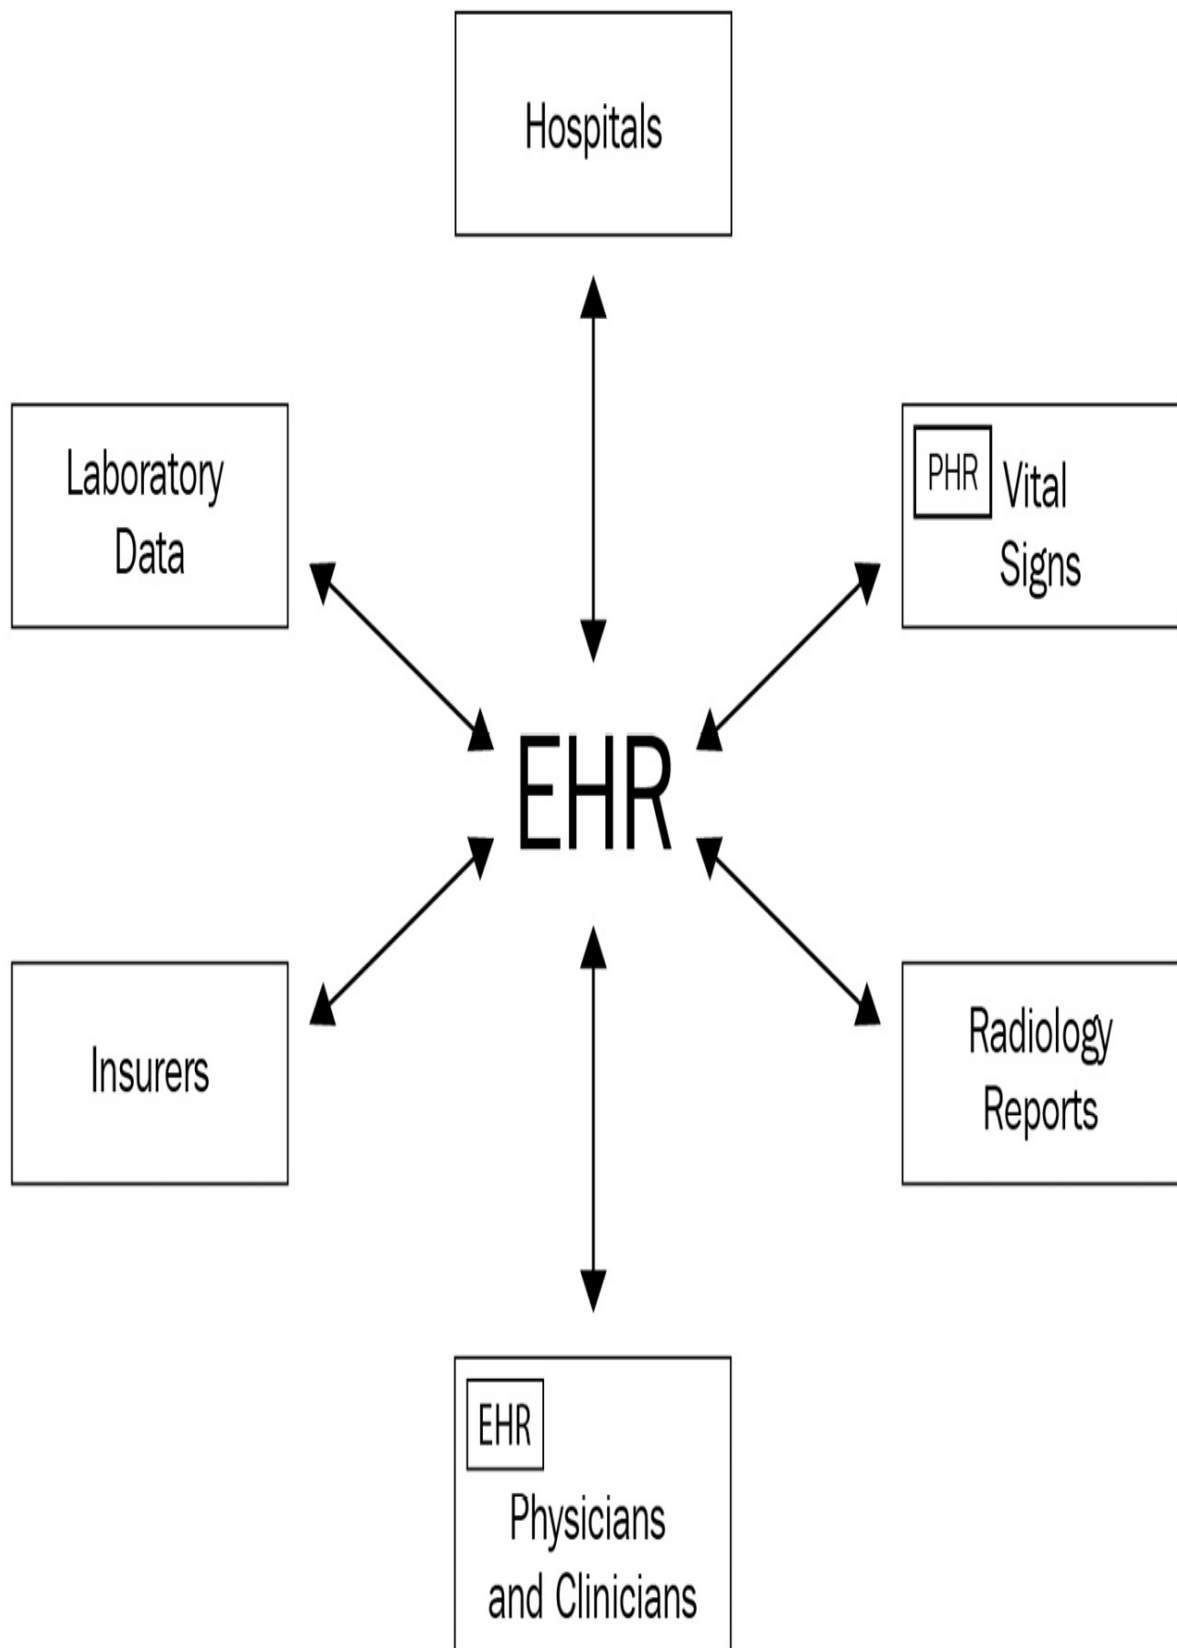 Hospitals
Laboratory
Data
PHR
Vital
Signs
EHR
Insurers
Radiology
Reports
EHR
Physicians
and Clinicians